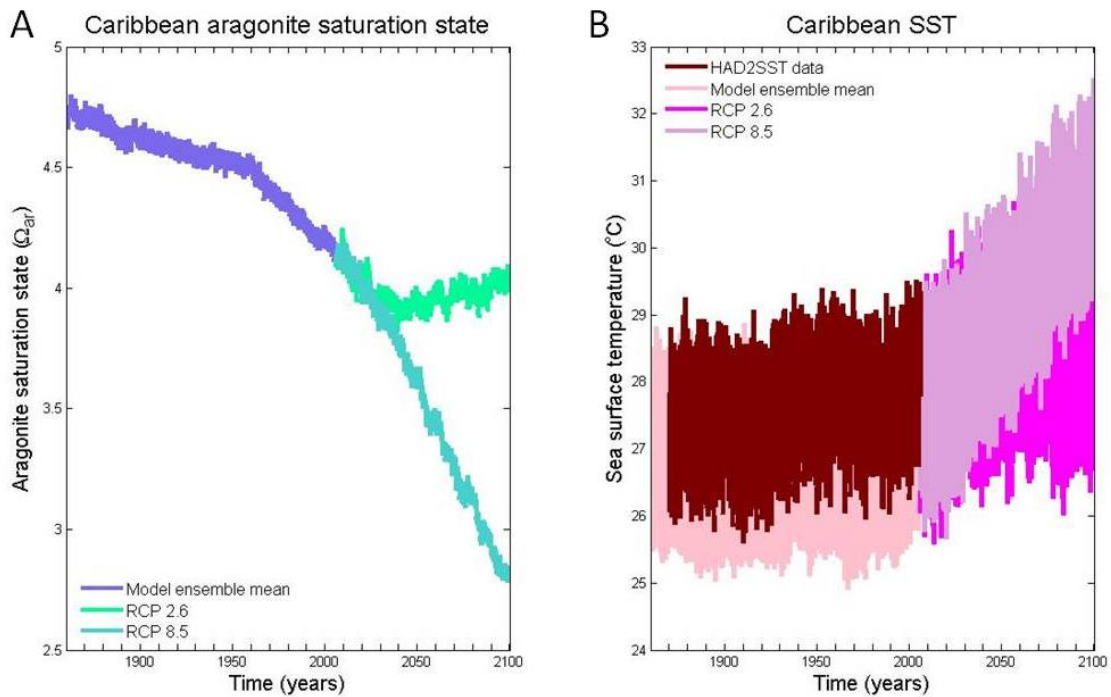 A
Caribbean aragonite saturation state
5
4.5
4
3.5
3
2.5
Aragonite saturation state (Ωar)
Model ensemble mean
RCP 2.6
RCP 8.5
1900
1950
2000
2050
2100
Time (years)
B
Caribbean SST
33
32
31
30
29
28
27
26
25
24
Sea surface temperature (°C)
HAD2SST data
Model ensemble mean
RCP 2.6
RCP 8.5
1900
1950
2000
2050
2100
Time (years)